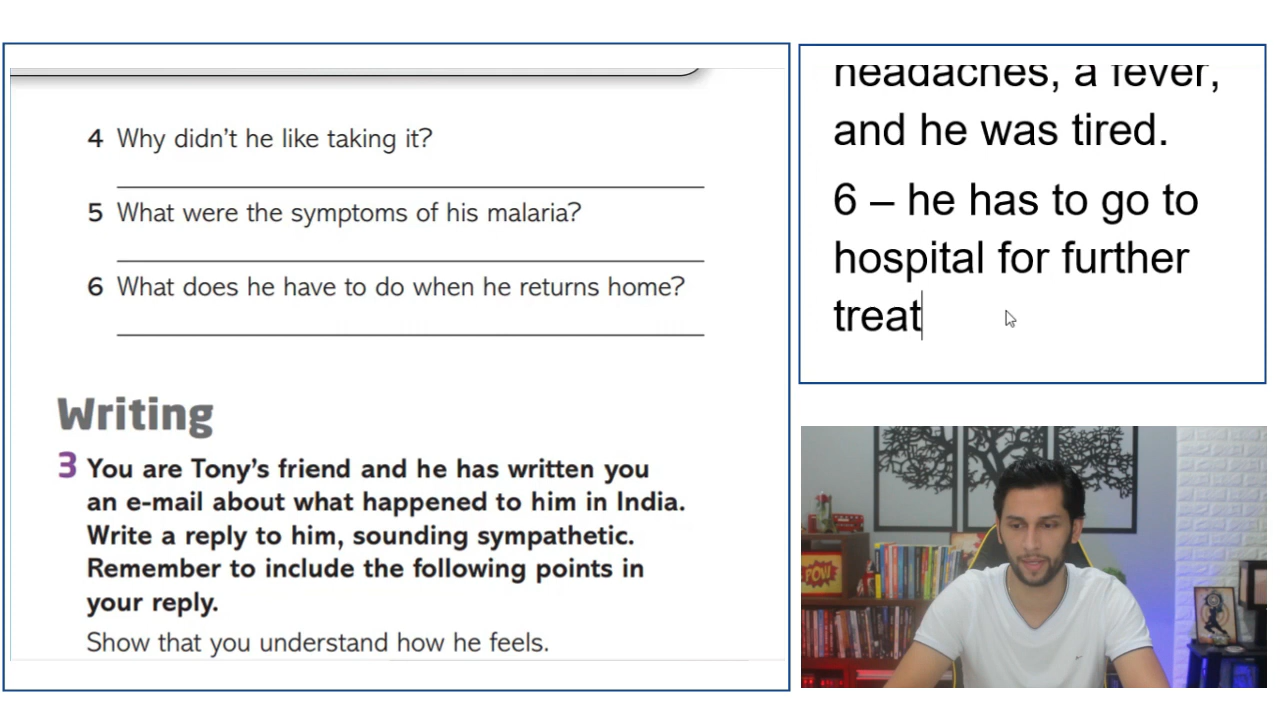 4 Why didn't he like taking it?
5 What were the symptoms of his malaria?
6 What does he have to do when he returns home?
Writing
3 You are Tony's friend and he has written you
an e-mail about what happened to him in India.
Write a reply to him, sounding sympathetic.
Remember to include the following points in
your reply.
Show that you understand how he feels.
headaches, a fever,
and he was tired.
6 – he has to go to
hospital for further
treat
POW!